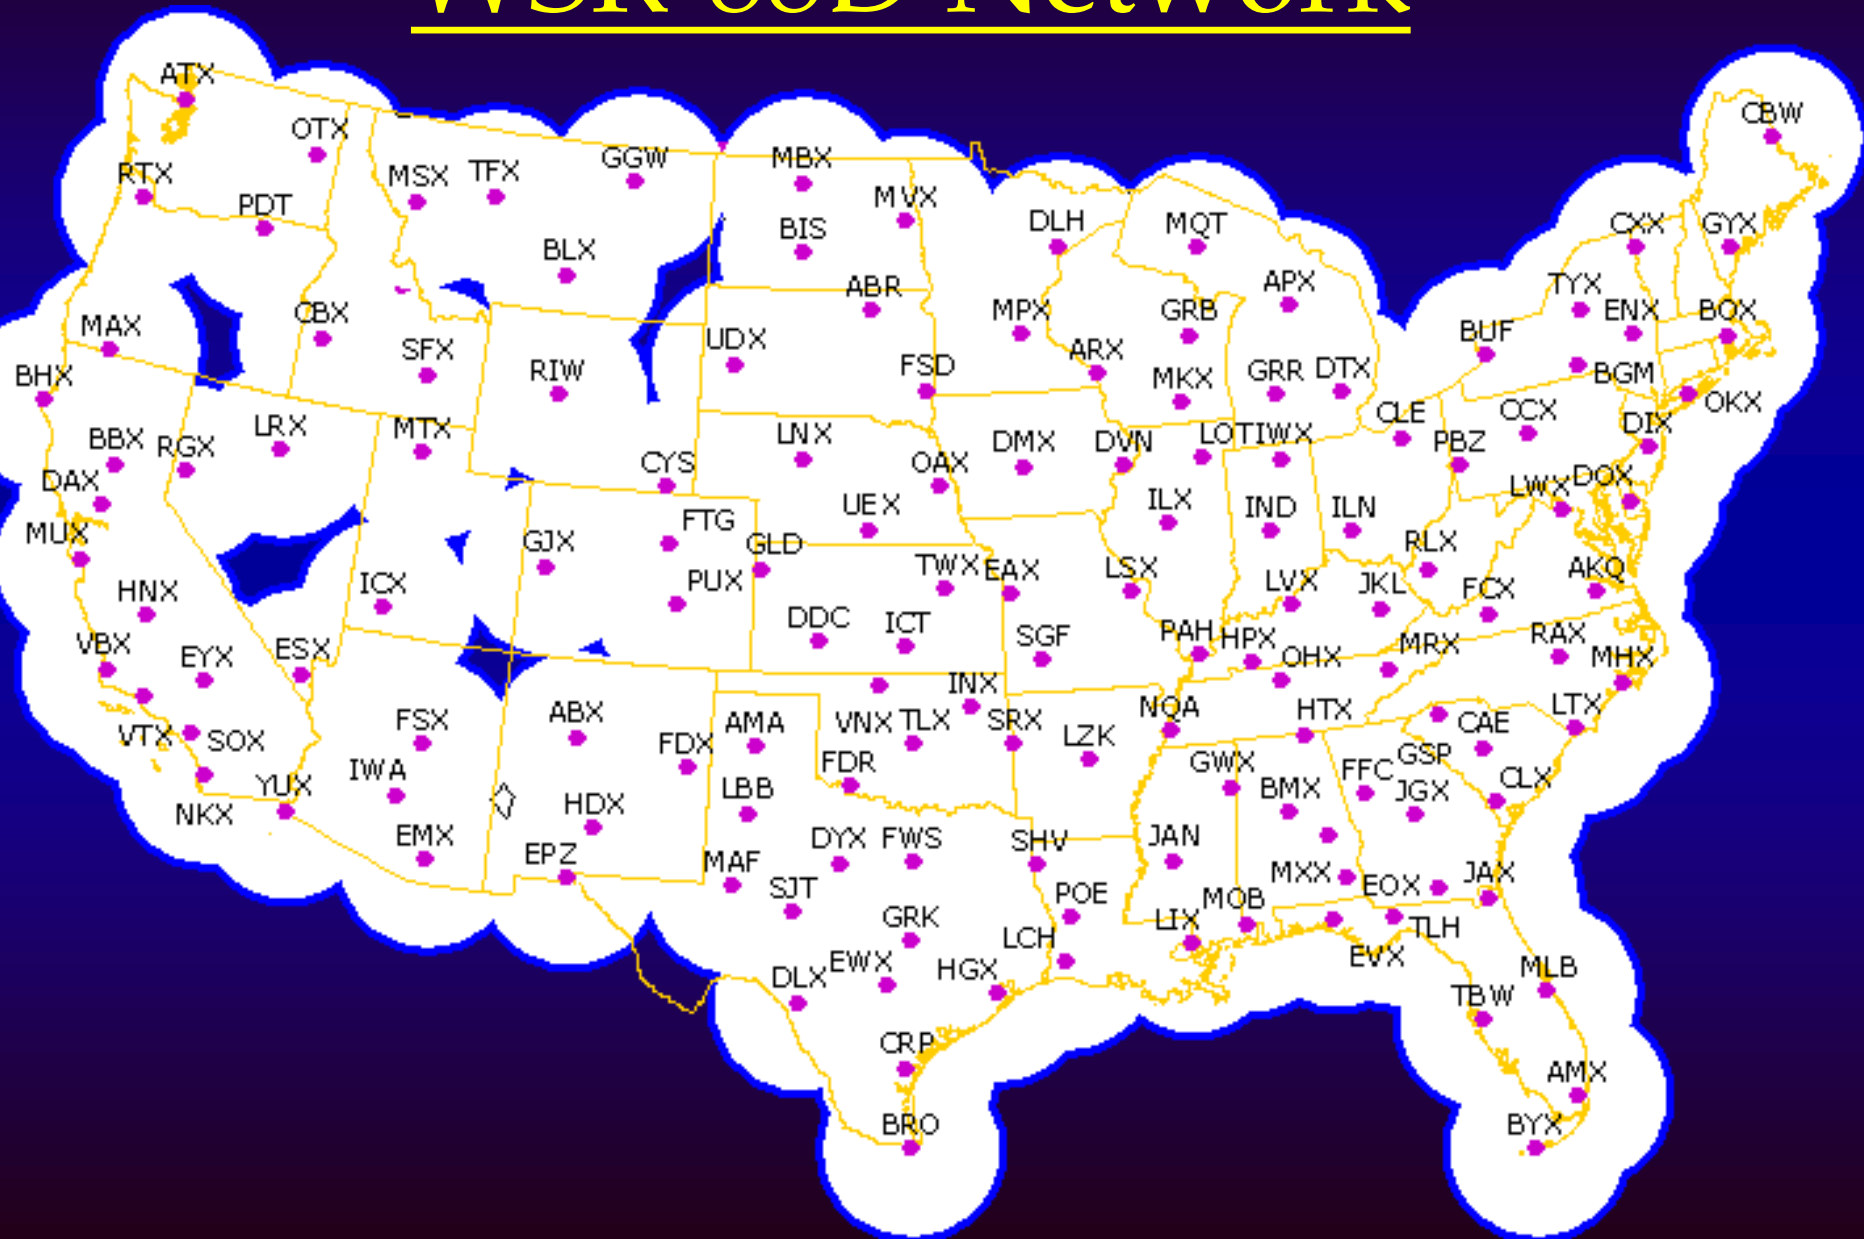 WSR-88D Network
ATX
CBW
OTX
RTX
PDT
MSX
TFX
GGW
MBX
MVX
BIS
DLH
MQT
CXX
GYX
BLX
ABR
APX
TYX
ENX
BOX
MAX
CBX
SFX
UDX
MPX
GRB
BUF
BHX
RIW
FSD
ARX
MKX
GRR
DTX
BGM
OKX
BBX
RGX
LRX
MTX
LNX
DMX
DVN
LOT
IWX
CLE
PBZ
CCX
DIX
DAX
CYS
OAX
UEX
ILX
IND
ILN
LWX
DOX
MUX
GJX
FTG
GLD
TWX
EAX
LSX
RLX
HNX
ICX
PUX
DDC
ICT
SGF
LVX
JKL
FCX
AKQ
VBX
EYX
ESX
PAH
HPX
OHX
MRX
RAX
MHX
INX
VTX
SOX
FSX
ABX
FDX
AMA
VNX
TLX
SRX
LZK
NQA
HTX
CAE
LTX
NKX
YUX
IWA
HDX
LBB
FDR
GWX
BMX
FFC
GSP
JGX
CLX
EMX
EPZ
MAF
DYX
FWS
SHV
JAN
MXX
EOX
JAX
SJT
GRK
POE
LIX
MOB
TLH
EVX
DLX
EWX
HGX
LCH
MLB
TBW
CRP
AMX
BRO
BYX